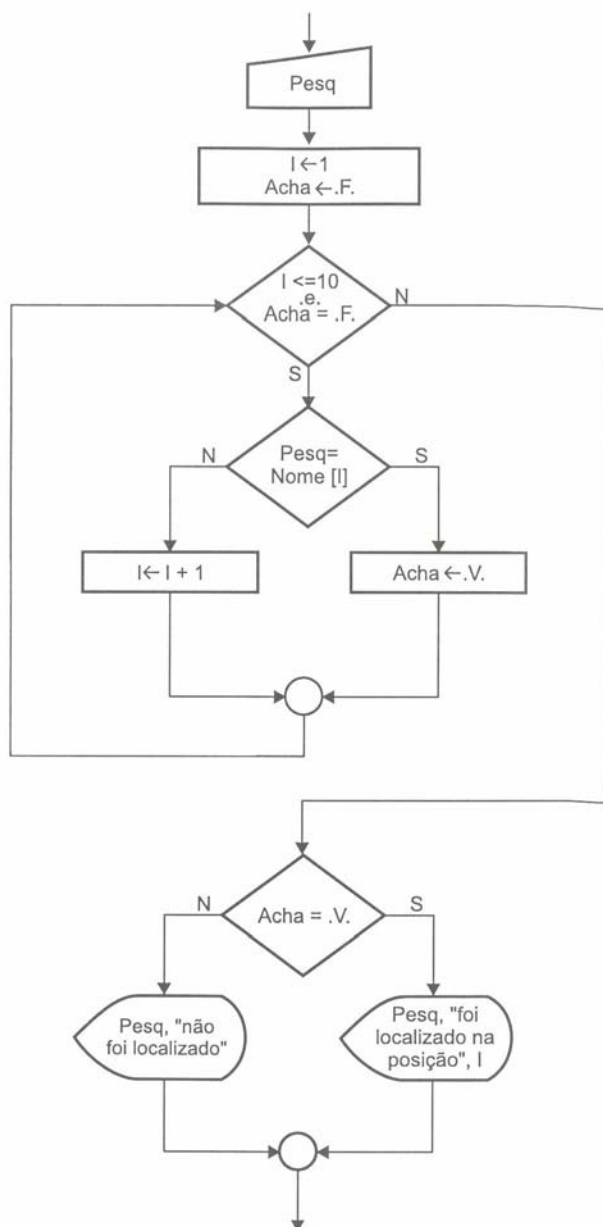 Pesq
I ← 1
Acha ← .F.
I <=10
.e.
Acha = .F.
N
S
Pesq=
Nome [I]
N
S
I ← I + 1
Acha ← .V.
Acha = .V.
N
S
Pesq, "não
foi localizado"
Pesq, "foi
localizado na
posição", I